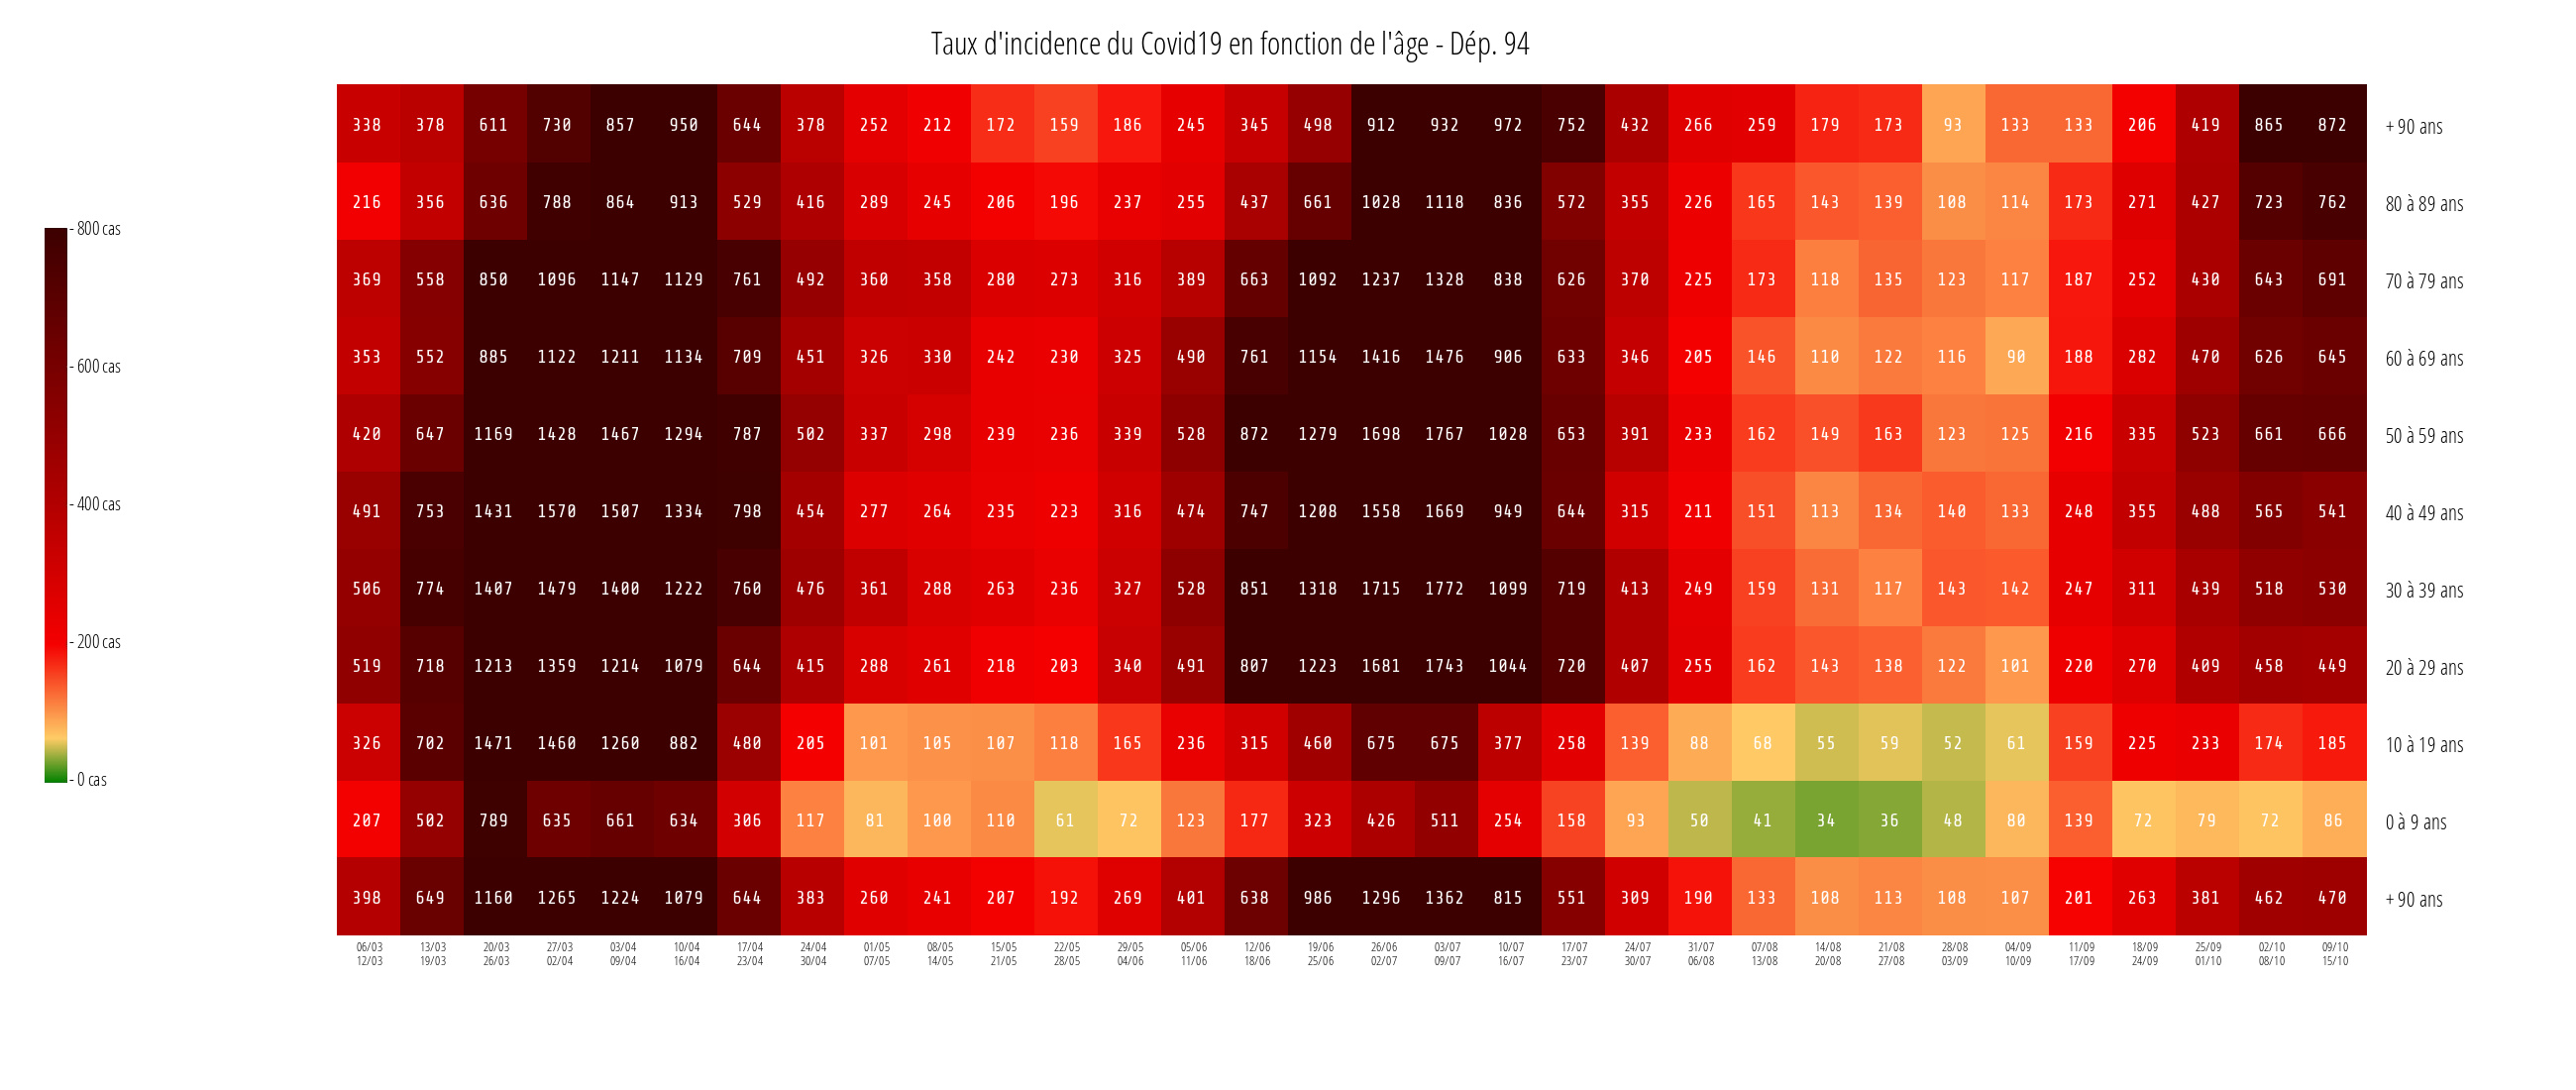 Taux d'incidence du Covid19 en fonction de l'âge - Dép. 94
- 800 cas
- 600 cas
- 400 cas
- 200 cas
- 0 cas
338 378 611 730 857 950 644 378 252 212 172 159 186 245 345 498 912 932 972 752 432 266 259 179 173 93 133 133 206 419 865 872 + 90 ans
216 356 636 788 864 913 529 416 289 245 206 196 237 255 437 661 1028 1118 836 572 355 226 165 143 139 108 114 173 271 427 723 762 80 à 89 ans
369 558 850 1096 1147 1129 761 492 360 358 280 273 316 389 663 1092 1237 1328 838 626 370 225 173 118 135 123 117 187 252 430 643 691 70 à 79 ans
353 552 885 1122 1211 1134 709 451 326 330 242 230 325 490 761 1154 1416 1476 906 633 346 205 146 110 122 116 90 188 282 470 626 645 60 à 69 ans
420 647 1169 1428 1467 1294 787 502 337 298 239 236 339 528 872 1279 1698 1767 1028 653 391 233 162 149 163 123 125 216 335 523 661 666 50 à 59 ans
491 753 1431 1570 1507 1334 798 454 277 264 235 223 316 474 747 1208 1558 1669 949 644 315 211 151 113 134 140 133 248 355 488 565 541 40 à 49 ans
506 774 1407 1479 1400 1222 760 476 361 288 263 236 327 528 851 1318 1715 1772 1099 719 413 249 159 131 117 143 142 247 311 439 518 530 30 à 39 ans
519 718 1213 1359 1214 1079 644 415 288 261 218 203 340 491 807 1223 1681 1743 1044 720 407 255 162 143 138 122 101 220 270 409 458 449 20 à 29 ans
326 702 1471 1460 1260 882 480 205 101 105 107 118 165 236 315 460 675 675 377 258 139 88 68 55 59 52 61 159 225 233 174 185 10 à 19 ans
207 502 789 635 661 634 306 117 81 100 110 61 72 123 177 323 426 511 254 158 93 50 41 34 36 48 80 139 72 79 72 86 0 à 9 ans
398 649 1160 1265 1224 1079 644 383 260 241 207 192 269 401 638 986 1296 1362 815 551 309 190 133 108 113 108 107 201 263 381 462 470 + 90 ans
06/03 13/03 20/03 27/03 03/04 10/04 17/04 24/04 01/05 08/05 15/05 22/05 29/05 05/06 12/06 19/06 26/06 03/07 10/07 17/07 24/07 31/07 07/08 14/08 21/08 28/08 04/09 11/09 18/09 25/09 02/10 09/10
12/03 19/03 26/03 02/04 09/04 16/04 23/04 30/04 07/05 14/05 21/05 28/05 04/06 11/06 18/06 25/06 02/07 09/07 16/07 23/07 30/07 06/08 13/08 20/08 27/08 03/09 10/09 17/09 24/09 01/10 08/10 15/10